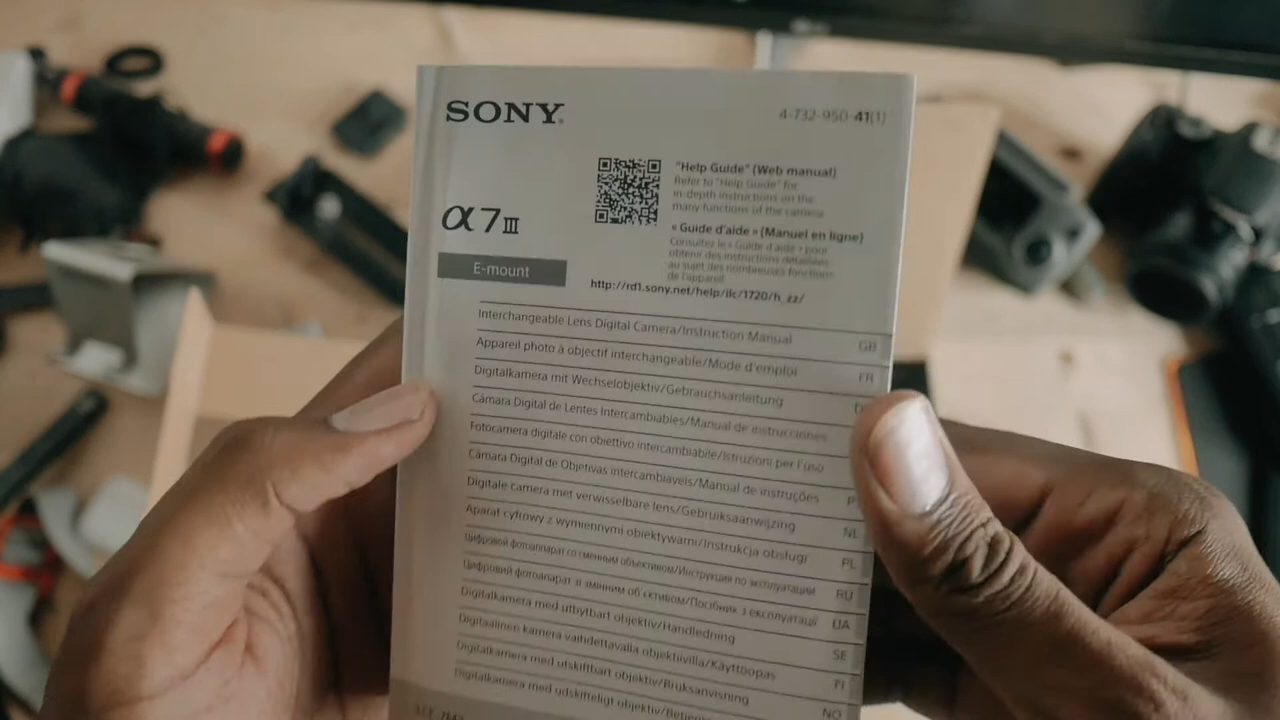 SONY®
4-732-950-41(1)
"Help Guide" (Web manual)
Refer to "Help Guide" for
in-depth instructions on the
many functions of the camera
« Guide d'aide » (Manuel en ligne)
Consultez le « Guide d'aide » pour
obtenir des instructions détaillées
au sujet des nombreuses fonctions
de l'appareil
α7III
E-mount
http://rd1.sony.net/help/ilc/1720/h_zz/
Interchangeable Lens Digital Camera/Instruction Manual GB
Appareil photo à objectif interchangeable/Mode d'emploi FR
Digitalkamera mit Wechselobjektiv/Gebrauchsanleitung
Cámara Digital de Lentes Intercambiables/Manual de instrucciones
Fotocamera digitale con obiettivo intercambiabile/Istruzioni per l'uso
Câmara Digital de Objetivas intercambiáveis/Manual de instruções
Digitale camera met verwisselbare lens/Gebruiksaanwijzing NL
Aparat cyfrowy z wymiennymi obiektywami/Instrukcja obsługi PL
Цифровой фотоаппарат со сменным объективом/Инструкция по эксплуатации RU
Цифровий фотоапарат зі змінним об'єктивом/Посібник з експлуатації UA
Digitalkamera med utbytbart objektiv/Handledning SE
Digitaalinen kamera vaihdettavalla objektiivilla/Käyttöopas FI
Digitalkamera med utskiftbart objektiv/Bruksanvisning NO
Digitalkamera med udskifteligt objektiv/